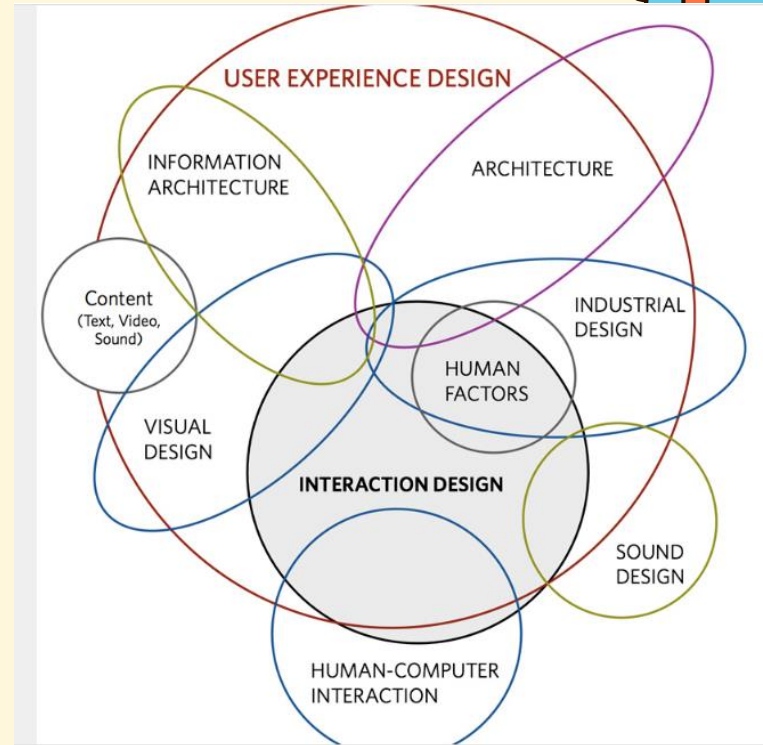 USER EXPERIENCE DESIGN
INFORMATION
ARCHITECTURE
ARCHITECTURE
Content
(Text, Video,
Sound)
INDUSTRIAL
DESIGN
HUMAN
FACTORS
VISUAL
DESIGN
INTERACTION DESIGN
SOUND
DESIGN
HUMAN-COMPUTER
INTERACTION